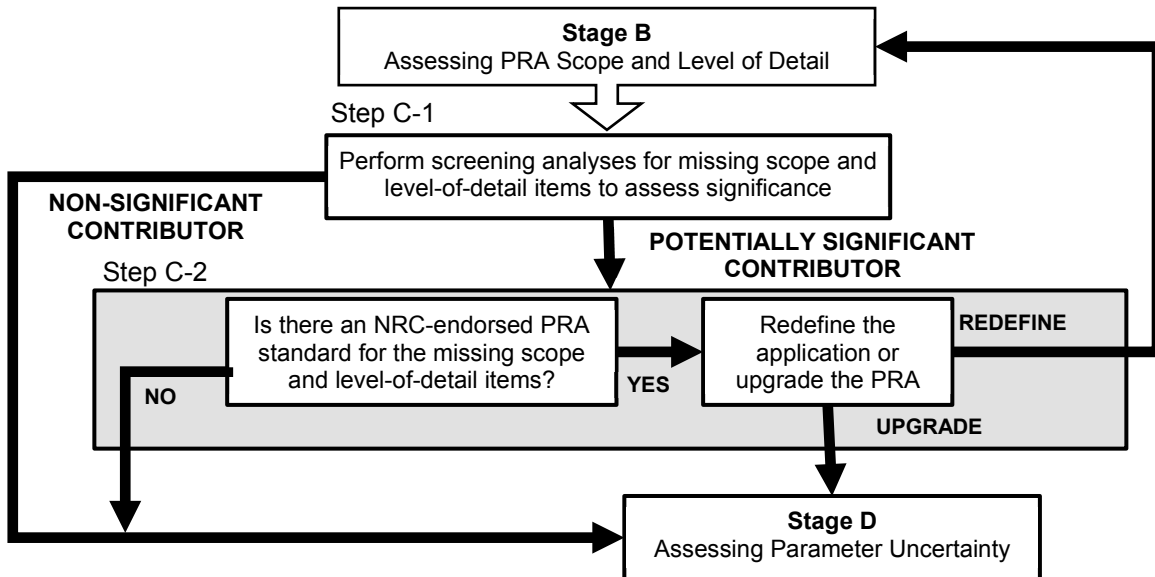 Stage B
Assessing PRA Scope and Level of Detail
Step C-1
Perform screening analyses for missing scope and
level-of-detail items to assess significance
NON-SIGNIFICANT
CONTRIBUTOR
POTENTIALLY SIGNIFICANT
CONTRIBUTOR
Step C-2
Is there an NRC-endorsed PRA
standard for the missing scope
and level-of-detail items?
NO
YES
Redefine the
application or
upgrade the PRA
REDEFINE
UPGRADE
Stage D
Assessing Parameter Uncertainty